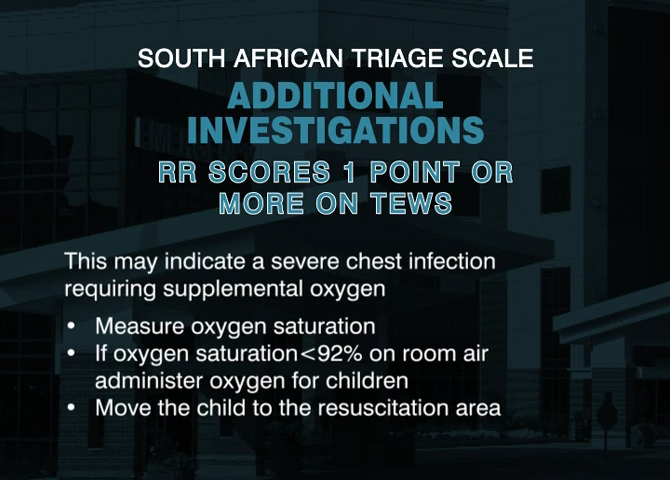 SOUTH AFRICAN TRIAGE SCALE
ADDITIONAL
INVESTIGATIONS
RR SCORES 1 POINT OR
MORE ON TEWS
This may indicate a severe chest infection
requiring supplemental oxygen
• Measure oxygen saturation
• If oxygen saturation<92% on room air
administer oxygen for children
• Move the child to the resuscitation area